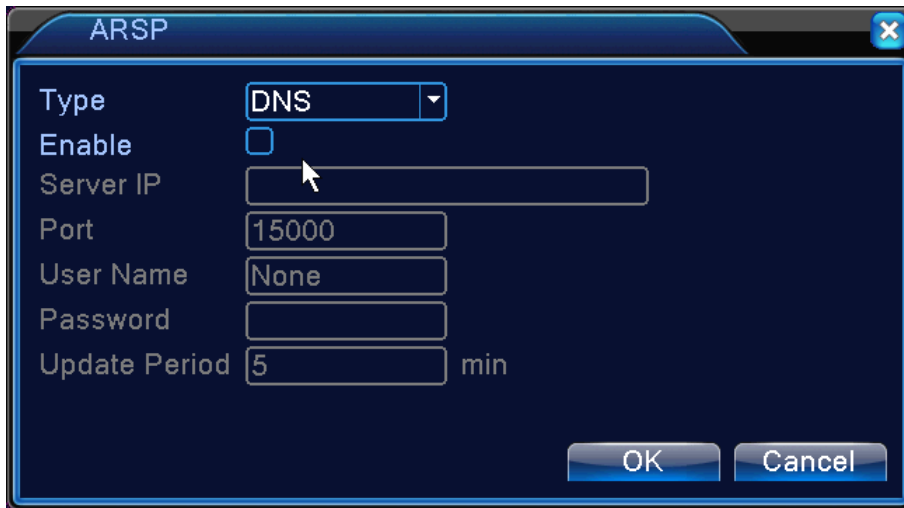 ARSP
Type DNS
Enable
Server IP
Port 15000
User Name None
Password
Update Period 5 min
OK Cancel